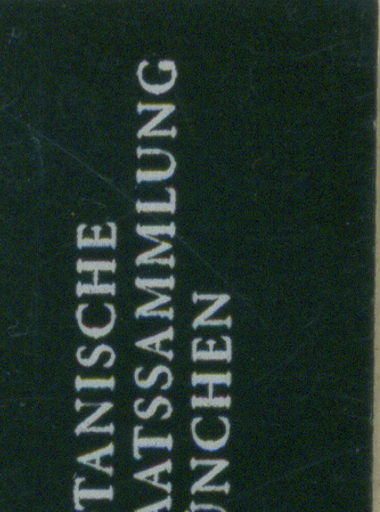 TANISCHE
AATSSAMMLUNG
ÜNCHEN